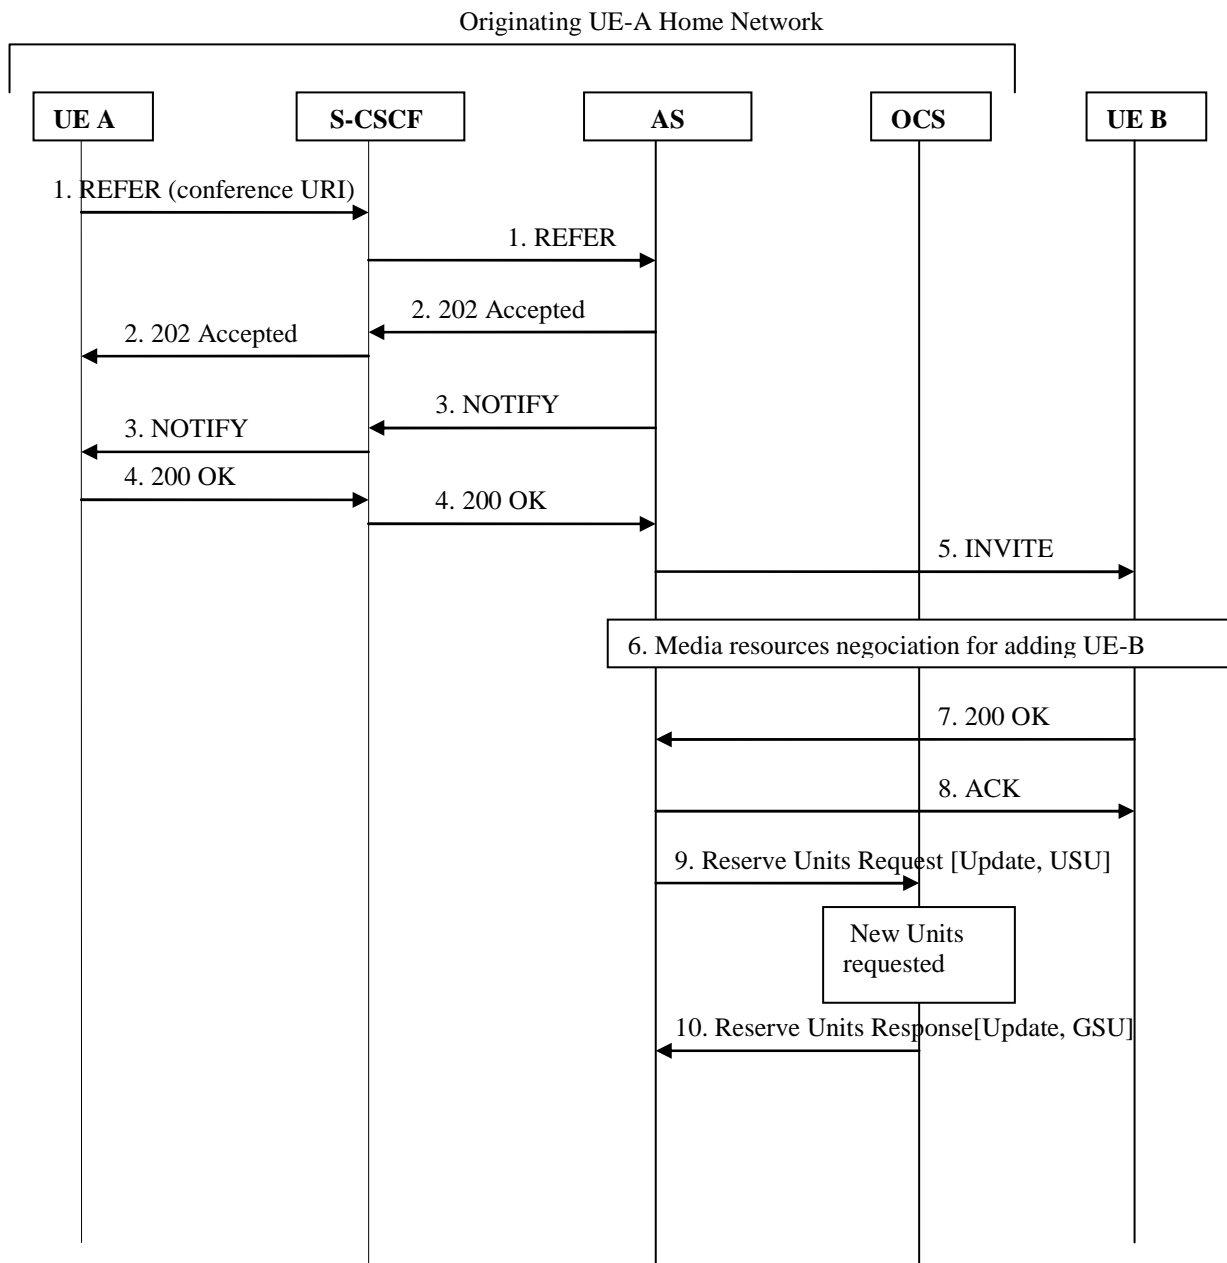 Originating UE-A Home Network
UE A
S-CSCF
AS
OCS
UE B
1. REFER (conference URI)
1. REFER
2. 202 Accepted
2. 202 Accepted
3. NOTIFY
3. NOTIFY
4. 200 OK
4. 200 OK
5. INVITE
6. Media resources negociation for adding UE-B
7. 200 OK
8. ACK
9. Reserve Units Request [Update, USU]
New Units
requested
10. Reserve Units Response[Update, GSU]